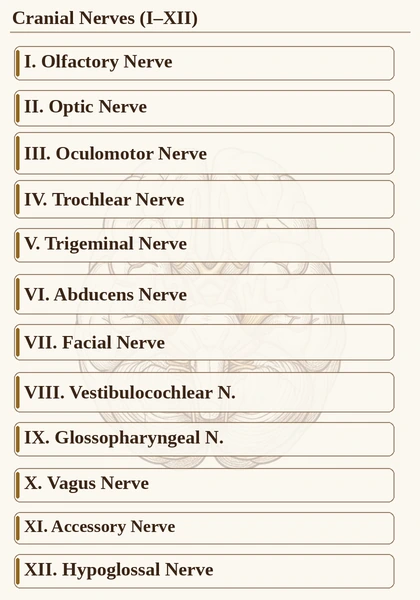 Cranial Nerves (I–XII)
I. Olfactory Nerve
II. Optic Nerve
III. Oculomotor Nerve
IV. Trochlear Nerve
V. Trigeminal Nerve
VI. Abducens Nerve
VII. Facial Nerve
VIII. Vestibulocochlear N.
IX. Glossopharyngeal N.
X. Vagus Nerve
XI. Accessory Nerve
XII. Hypoglossal Nerve